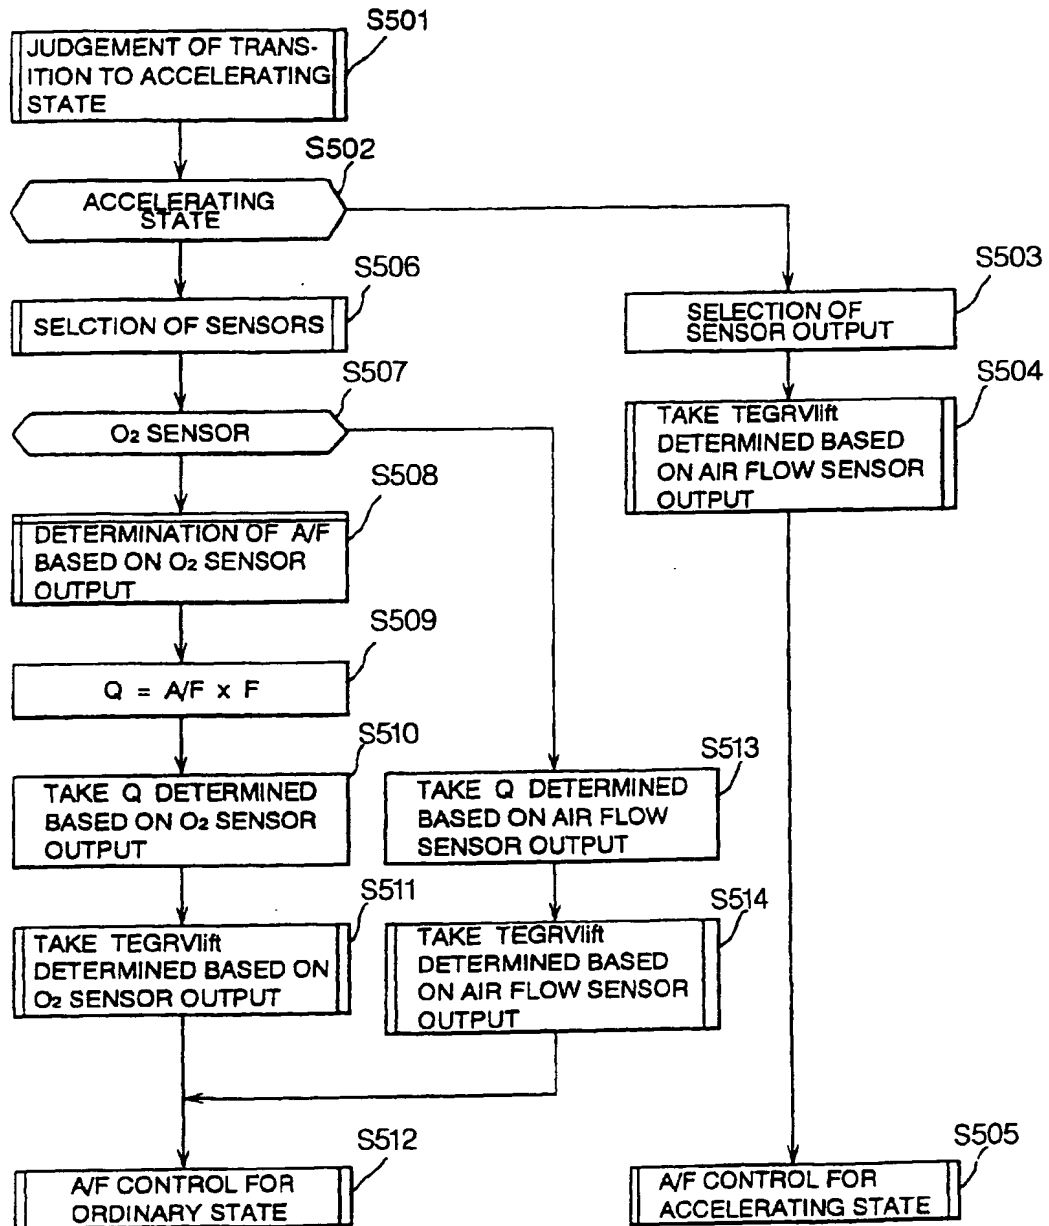 S501
JUDGEMENT OF TRANS-
ITION TO ACCELERATING
STATE
S502
ACCELERATING
STATE
S506
SELCTION OF SENSORS
S503
SELECTION OF
SENSOR OUTPUT
S507
O2 SENSOR
S504
TAKE TEGRVlift
DETERMINED BASED
ON AIR FLOW SENSOR
OUTPUT
S508
DETERMINATION OF A/F
BASED ON O2 SENSOR
OUTPUT
S509
Q = A/F x F
S510
TAKE Q DETERMINED
BASED ON O2 SENSOR
OUTPUT
S513
TAKE Q DETERMINED
BASED ON AIR FLOW
SENSOR OUTPUT
S511
TAKE TEGRVlift
DETERMINED BASED ON
O2 SENSOR OUTPUT
S514
TAKE TEGRVlift
DETERMINED BASED
ON AIR FLOW SENSOR
OUTPUT
S512
A/F CONTROL FOR
ORDINARY STATE
S505
A/F CONTROL FOR
ACCELERATING STATE